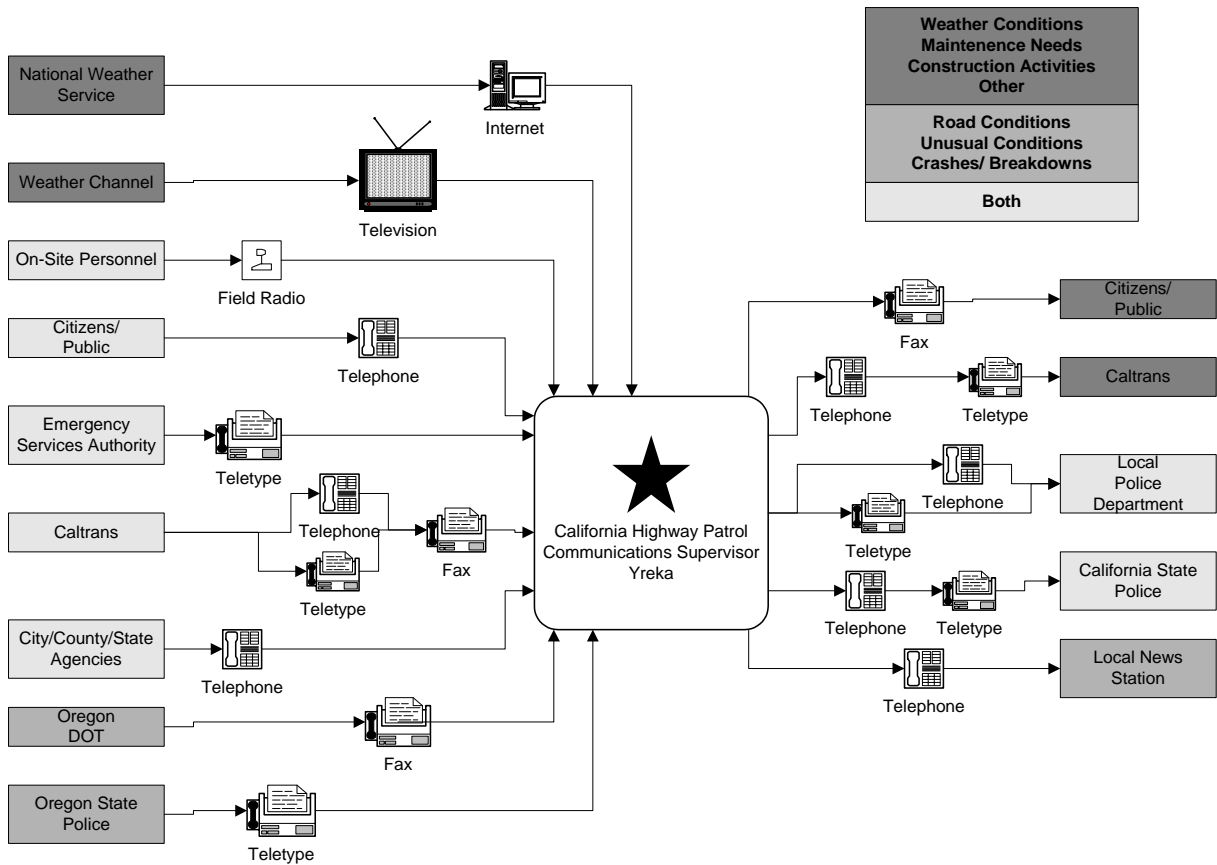 Weather Conditions
Maintenence Needs
Construction Activities
Other
Road Conditions
Unusual Conditions
Crashes/ Breakdowns
Both
National Weather
Service
Internet
Weather Channel
Television
On-Site Personnel
Field Radio
Citizens/
Public
Telephone
Emergency
Services Authority
Teletype
Caltrans
Telephone
Teletype
Fax
City/County/State
Agencies
Telephone
Oregon
DOT
Fax
Oregon State
Police
Teletype
California Highway Patrol
Communications Supervisor
Yreka
Fax
Citizens/
Public
Telephone
Teletype
Caltrans
Telephone
Teletype
Local
Police
Department
Telephone
Teletype
California State
Police
Telephone
Local News
Station